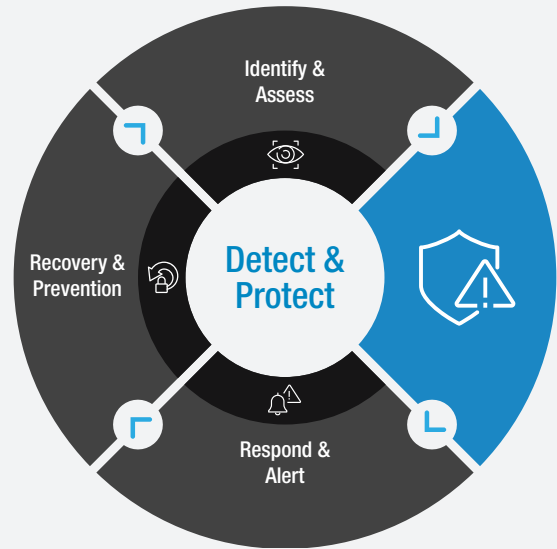 Identify &
Assess
Detect &
Protect
Recovery &
Prevention
Respond &
Alert